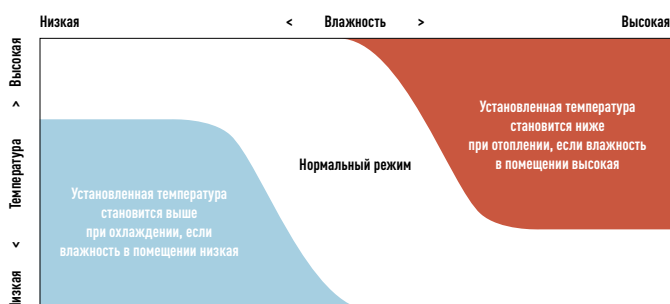 Низкая < Влажность > Высокая
Низкая < Температура > Высокая
Установленная температура
становится ниже
при отоплении, если влажность
в помещении высокая
Нормальный режим
Установленная температура
становится выше
при охлаждении, если
влажность в помещении низкая